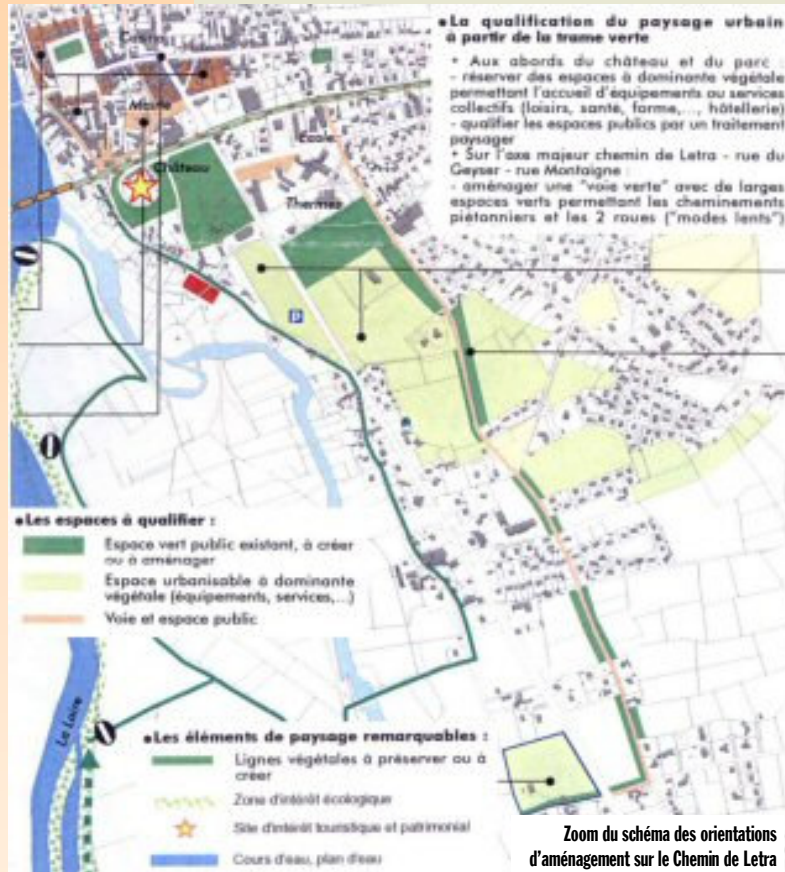 •La qualification du paysage urbain
à partir de la trame verte
• Aux abords du château et du parc :
- réserver des espaces à dominante végétale
permettant l'accueil d'équipements ou services
collectifs (loisirs, santé, forme,..., hôtellerie)
- qualifier les espaces publics par un traitement
paysager
• Sur l'axe majeur chemin de Letra - rue du
Geyser - rue Montaigne :
- aménager une "voie verte" avec de larges
espaces verts permettant les cheminements
piétonniers et les 2 roues ("modes lents")
Mairie
Ecole
Château
Thermes
P
•Les espaces à qualifier :
Espace vert public existant, à créer
ou à aménager
Espace urbanisable à dominante
végétale (équipements, services,...)
Voie et espace public
La Loire
•Les éléments de paysage remarquables :
Lignes végétales à préserver ou à
créer
Zone d'intérêt écologique
Site d'intérêt touristique et patrimonial
Cours d'eau, plan d'eau
Zoom du schéma des orientations
d'aménagement sur le Chemin de Letra